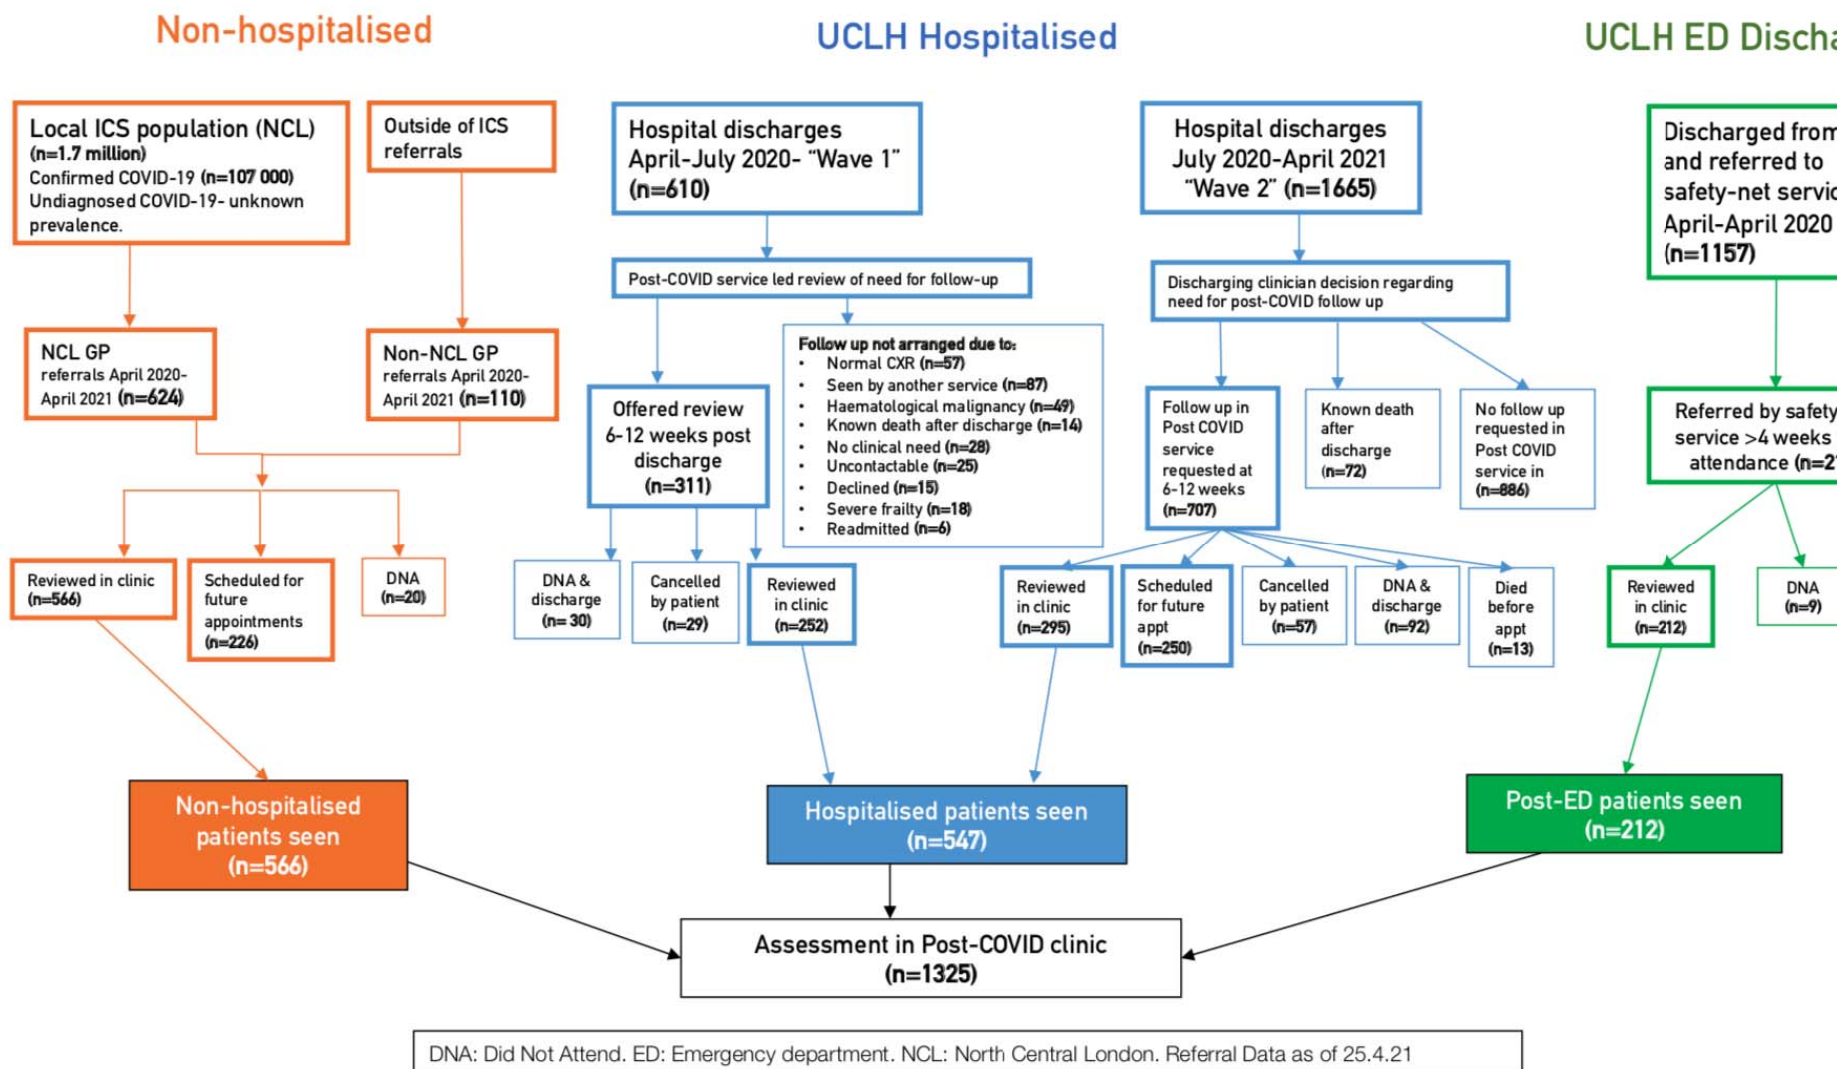 Non-hospitalised
UCLH Hospitalised
UCLH ED
Local ICS population (NCL)
(n=1.7 million)
Confirmed COVID-19 (n=107 000)
Undiagnosed COVID-19- unknown
prevalence.
Outside of ICS
referrals
NCL GP
referrals April 2020-
April 2021 (n=624)
Non-NCL GP
referrals April 2020-
April 2021 (n=110)
Reviewed in clinic
(n=566)
Scheduled for
future
appointments
(n=226)
DNA
(n=20)
Hospital discharges
April-July 2020- “Wave 1”
(n=610)
Post-COVID service led review of need for follow-up
Offered review
6-12 weeks post
discharge
(n=311)
Follow up not arranged due to:
• Normal CXR (n=57)
• Seen by another service (n=87)
• Haematological malignancy (n=49)
• Known death after discharge (n=14)
• No clinical need (n=28)
• Uncontactable (n=25)
• Declined (n=15)
• Severe frailty (n=18)
• Readmitted (n=6)
DNA &
discharge
(n= 30)
Cancelled
by patient
(n=29)
Reviewed
in clinic
(n=252)
Hospital discharges
July 2020-April 2021
“Wave 2” (n=1665)
Discharging clinician decision regarding
need for post-COVID follow up
Follow up in
Post COVID
service
requested at
6-12 weeks
(n=707)
Known death
after
discharge
(n=72)
No follow up
requested in
Post COVID
service in
(n=886)
Reviewed
in clinic
(n=295)
Scheduled
for future
appt
(n=250)
Cancelled
by patient
(n=57)
DNA &
discharge
(n=92)
Died
before
appt
(n=13)
Discharged from
and referred to
safety-net
April-April 2020
(n=1157)
Referred by safety
service >4 weeks
attendance
Reviewed
in clinic
(n=212)
DNA
(n=9)
Non-hospitalised
patients seen
(n=566)
Hospitalised patients seen
(n=547)
Post-ED patients seen
(n=212)
Assessment in Post-COVID clinic
(n=1325)
DNA: Did Not Attend. ED: Emergency department. NCL: North Central London. Referral Data as of 25.4.21